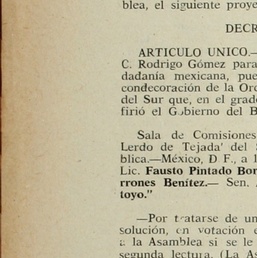 blea, el siguiente proye
DECR
ARTICULO UNICO.—
C. Rodrigo Gómez para
dadanía mexicana, pue
condecoración de la Ord
del Sur que, en el grad
firió el Gobierno del B
Sala de Comisiones
Lerdo de Tejada' del S
blica.—México, D. F., a 1
Lic. Fausto Pintado Bor
rrones Benítez.— Sen.
toyo."
—Por tratarse de un
solución, en votación e
a la Asamblea si se le
segunda lectura. (La As